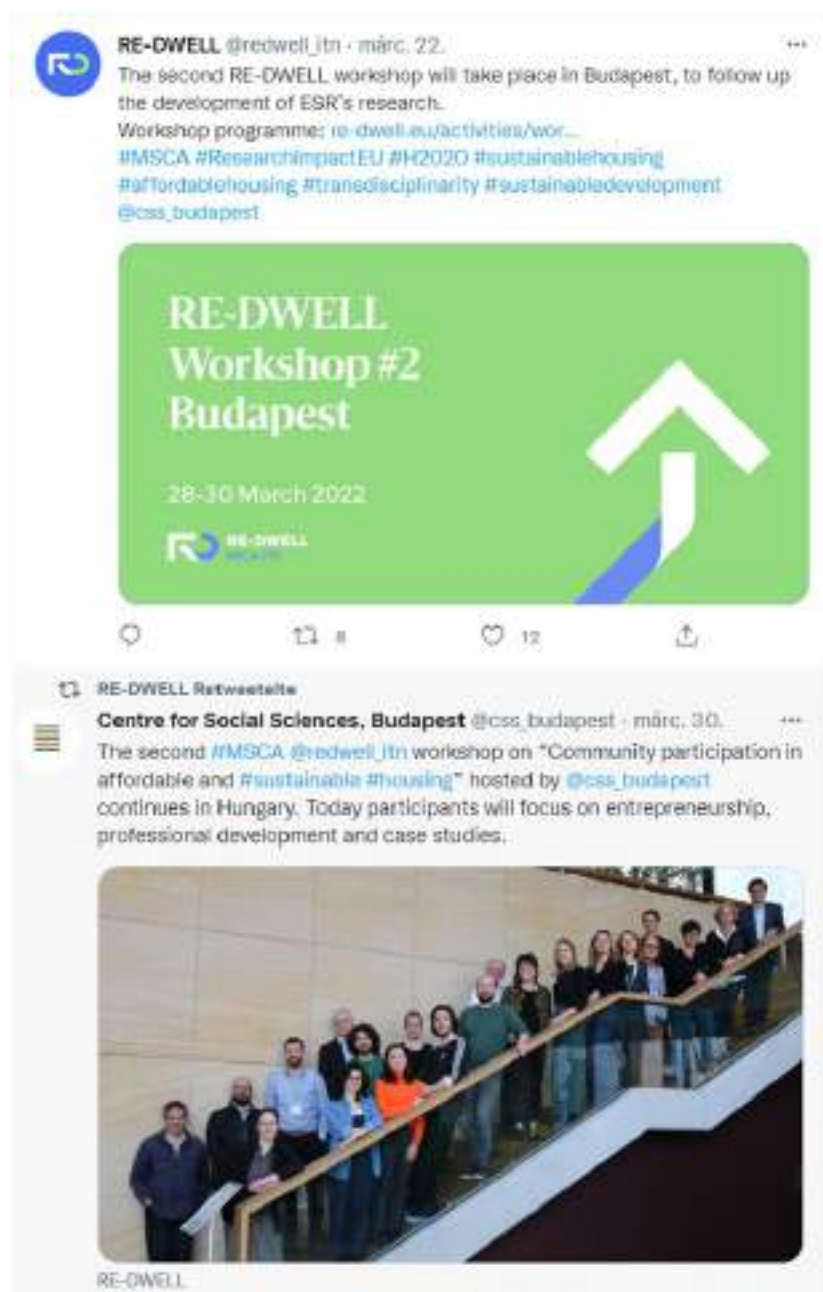 RE-DWELL @redwell_itn · márc. 22.
The second RE-DWELL workshop will take place in Budapest, to follow up
the development of ESR's research.
Workshop programme: re-dwell.eu/activities/wor...
#MSCA #ResearchImpactEU #H2020 #sustainablehousing
#affordablehousing #transdisciplinarity #sustainabledevelopment
@css_budapest
RE-DWELL
Workshop #2
Budapest
28-30 March 2022
RE-DWELL
8
12
RE-DWELL Retweetelte
Centre for Social Sciences, Budapest @css_budapest · márc. 30.
The second #MSCA @redwell_itn workshop on "Community participation in
affordable and #sustainable #housing" hosted by @css_budapest
continues in Hungary. Today participants will focus on entrepreneurship,
professional development and case studies.
RE-DWELL